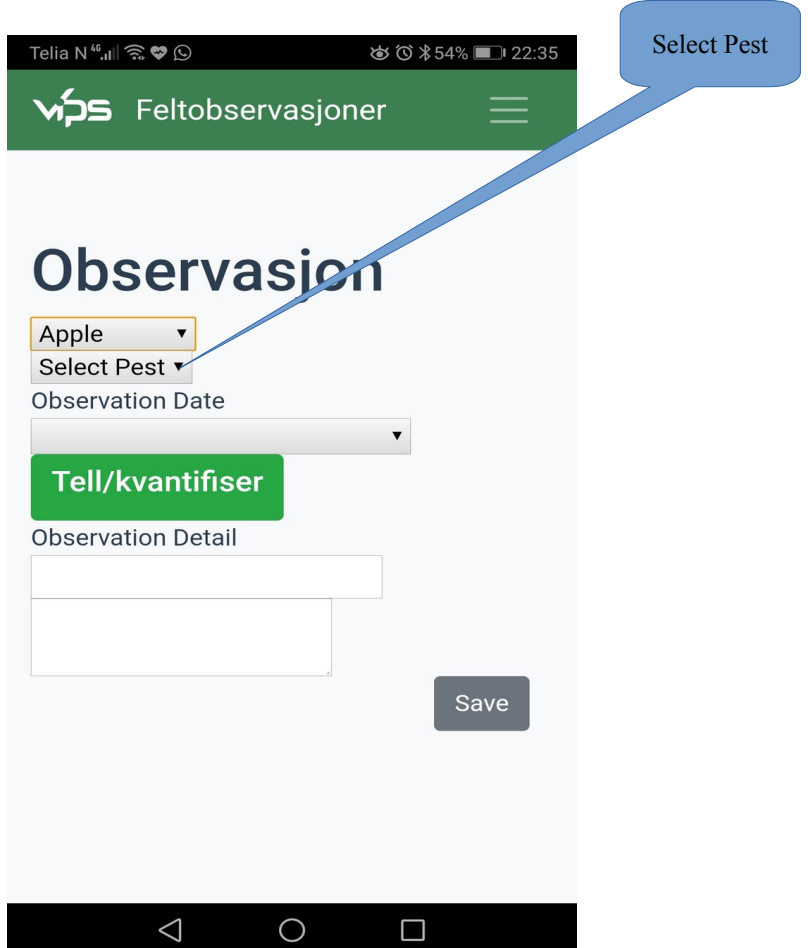 Select Pest
Telia N 4G 54% 22:35
VIPS Feltobservasjoner
Observasjon
Apple
Select Pest
Observation Date
Tell/kvantifiser
Observation Detail
Save